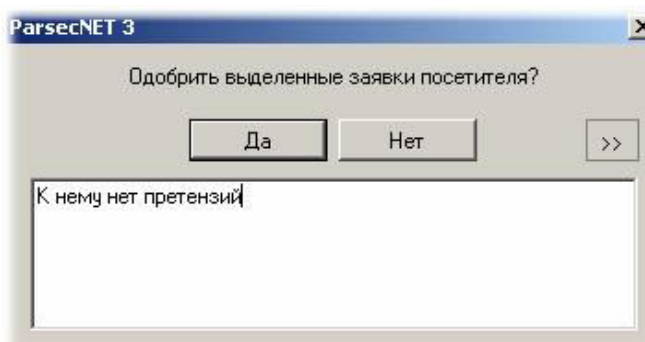 ParsecNET 3
Одобрить выделенные заявки посетителя?
Да
Нет
>>
К нему нет претензий